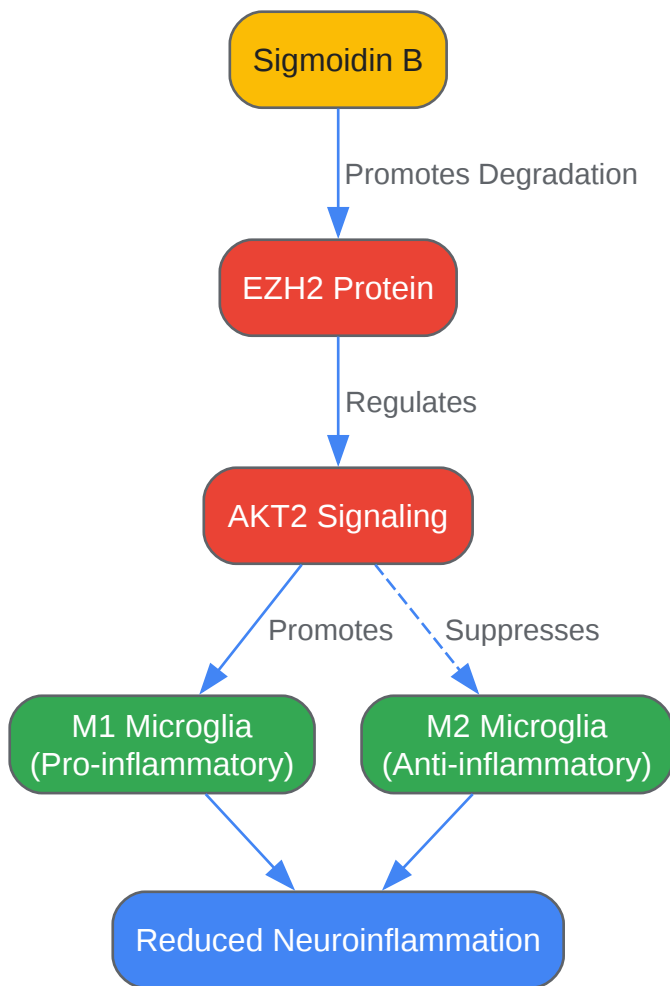 Sigmoidin B
Promotes Degradation
EZH2 Protein
Regulates
AKT2 Signaling
Promotes
Suppresses
M1 Microglia
(Pro-inflammatory)
M2 Microglia
(Anti-inflammatory)
Reduced Neuroinflammation